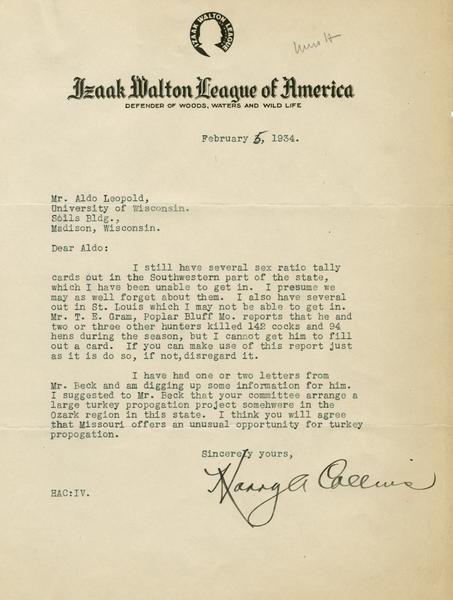 IZAAK WALTON LEAGUE
Izaak Walton League of America
DEFENDER OF WOODS, WATERS AND WILD LIFE
February 5, 1934.
Mr. Aldo Leopold,
University of Wisconsin.
Soils Bldg.,
Madison, Wisconsin.
Dear Aldo:
I still have several sex ratio tally
cards out in the Southwestern part of the state,
which I have been unable to get in. I presume we
may as well forget about them. I also have several
out in St. Louis which I may not be able to get in.
Mr. T. E. Gram, Poplar Bluff Mo. reports that he and
two or three other hunters killed 142 cocks and 94
hens during the season, but I cannot get him to fill
out a card. If you can make use of this report just
as it is do so, if not, disregard it.
I have had one or two letters from
Mr. Beck and am digging up some information for him.
I suggested to Mr. Beck that your committee arrange a
large turkey propogation project somehwere in the
Ozark region in this state. I think you will agree
that Missouri offers an unusual opportunity for turkey
propogation.
Sincerely yours,
Harry A Collins
HAC:IV.